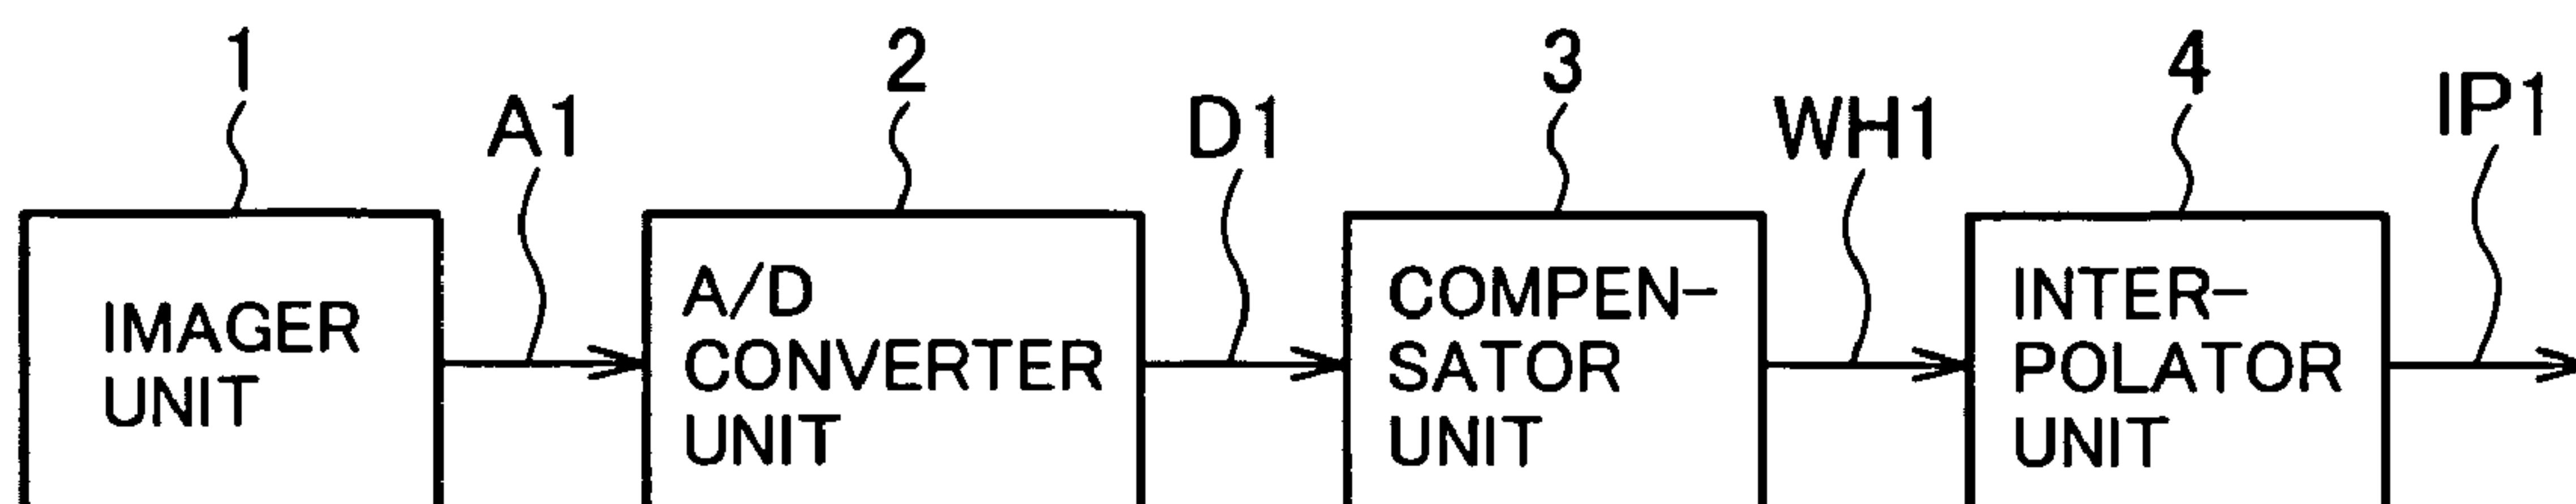 1
2
3
4
A1
D1
WH1
IP1
IMAGER
UNIT
A/D
CONVERTER
UNIT
COMPEN-
SATOR
UNIT
INTER-
POLATOR
UNIT